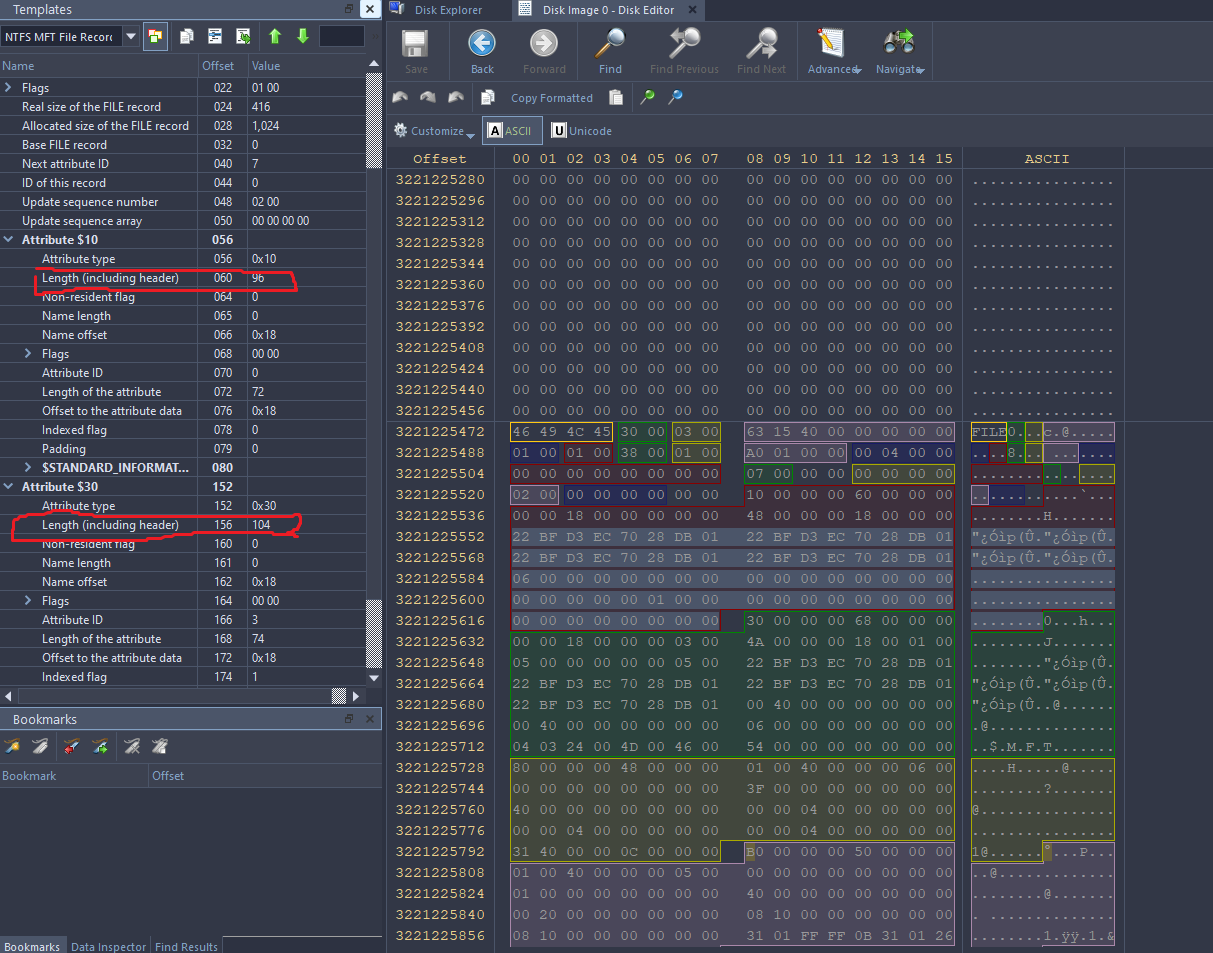 Templates
Disk Explorer Disk Image 0 - Disk Editor
NTFS MFT File Record
Save Back Forward Find Find Previous Find Next Advanced Navigate
Copy Formatted
Customize A ASCII U Unicode
Name Offset Value
Flags 022 01 00
Real size of the FILE record 024 416
Allocated size of the FILE record 028 1,024
Base FILE record 032 0
Next attribute ID 040 7
ID of this record 044 0
Update sequence number 048 02 00
Update sequence array 050 00 00 00 00
Attribute $10 056
Attribute type 056 0x10
Length (including header) 060 96
Non-resident flag 064 0
Name length 065 0
Name offset 066 0x18
Flags 068 00 00
Attribute ID 070 0
Length of the attribute 072 72
Offset to the attribute data 076 0x18
Indexed flag 078 0
Padding 079 0
$STANDARD_INFORMAT... 080
Attribute $30 152
Attribute type 152 0x30
Length (including header) 156 104
Non-resident flag 160 0
Name length 161 0
Name offset 162 0x18
Flags 164 00 00
Attribute ID 166 3
Length of the attribute 168 74
Offset to the attribute data 172 0x18
Indexed flag 174 1
Bookmarks
Bookmark Offset
Bookmarks Data Inspector Find Results
Offset 00 01 02 03 04 05 06 07 08 09 10 11 12 13 14 15 ASCII
3221225280 00 00 00 00 00 00 00 00 00 00 00 00 00 00 00 00 ................
3221225296 00 00 00 00 00 00 00 00 00 00 00 00 00 00 00 00 ................
3221225312 00 00 00 00 00 00 00 00 00 00 00 00 00 00 00 00 ................
3221225328 00 00 00 00 00 00 00 00 00 00 00 00 00 00 00 00 ................
3221225344 00 00 00 00 00 00 00 00 00 00 00 00 00 00 00 00 ................
3221225360 00 00 00 00 00 00 00 00 00 00 00 00 00 00 00 00 ................
3221225376 00 00 00 00 00 00 00 00 00 00 00 00 00 00 00 00 ................
3221225392 00 00 00 00 00 00 00 00 00 00 00 00 00 00 00 00 ................
3221225408 00 00 00 00 00 00 00 00 00 00 00 00 00 00 00 00 ................
3221225424 00 00 00 00 00 00 00 00 00 00 00 00 00 00 00 00 ................
3221225440 00 00 00 00 00 00 00 00 00 00 00 00 00 00 00 00 ................
3221225456 00 00 00 00 00 00 00 00 00 00 00 00 00 00 00 00 ................
3221225472 46 49 4C 45 30 00 03 00 63 15 40 00 00 00 00 00 FILE0...c.@.....
3221225488 01 00 01 00 38 00 01 00 A0 01 00 00 00 04 00 00 ....8... .......
3221225504 00 00 00 00 00 00 00 00 07 00 00 00 00 00 00 00 ................
3221225520 02 00 00 00 00 00 00 00 10 00 00 00 60 00 00 00 ............`...
3221225536 00 00 18 00 00 00 00 00 48 00 00 00 18 00 00 00 ........H.......
3221225552 22 BF D3 EC 70 28 DB 01 22 BF D3 EC 70 28 DB 01 "¿Óìp(Û."¿Óìp(Û.
3221225568 22 BF D3 EC 70 28 DB 01 22 BF D3 EC 70 28 DB 01 "¿Óìp(Û."¿Óìp(Û.
3221225584 06 00 00 00 00 00 00 00 00 00 00 00 00 00 00 00 ................
3221225600 00 00 00 00 00 01 00 00 00 00 00 00 00 00 00 00 ................
3221225616 00 00 00 00 00 00 00 00 30 00 00 00 68 00 00 00 ........0...h...
3221225632 00 00 18 00 00 00 03 00 4A 00 00 00 18 00 01 00 ........J.......
3221225648 05 00 00 00 00 00 05 00 22 BF D3 EC 70 28 DB 01 ........"¿Óìp(Û.
3221225664 22 BF D3 EC 70 28 DB 01 22 BF D3 EC 70 28 DB 01 "¿Óìp(Û."¿Óìp(Û.
3221225680 22 BF D3 EC 70 28 DB 01 00 40 00 00 00 00 00 00 "¿Óìp(Û..@......
3221225696 00 40 00 00 00 00 00 00 06 00 00 00 00 00 00 00 .@..............
3221225712 04 03 24 00 4D 00 46 00 54 00 00 00 00 00 00 00 ..$.M.F.T.......
3221225728 80 00 00 00 48 00 00 00 01 00 40 00 00 00 06 00 ....H.....@.....
3221225744 00 00 00 00 00 00 00 00 3F 00 00 00 00 00 00 00 ........?.......
3221225760 40 00 00 00 00 00 00 00 00 00 04 00 00 00 00 00 @...............
3221225776 00 00 04 00 00 00 00 00 00 00 04 00 00 00 00 00 ................
3221225792 31 40 00 00 0C 00 00 00 B0 00 00 00 50 00 00 00 1@......°...P...
3221225808 01 00 40 00 00 00 05 00 00 00 00 00 00 00 00 00 ..@.............
3221225824 01 00 00 00 00 00 00 00 40 00 00 00 00 00 00 00 ........@.......
3221225840 00 20 00 00 00 00 00 00 08 10 00 00 00 00 00 00 . ..............
3221225856 08 10 00 00 00 00 00 00 31 01 FF FF 0B 31 01 26 ........1.ÿÿ.1.&